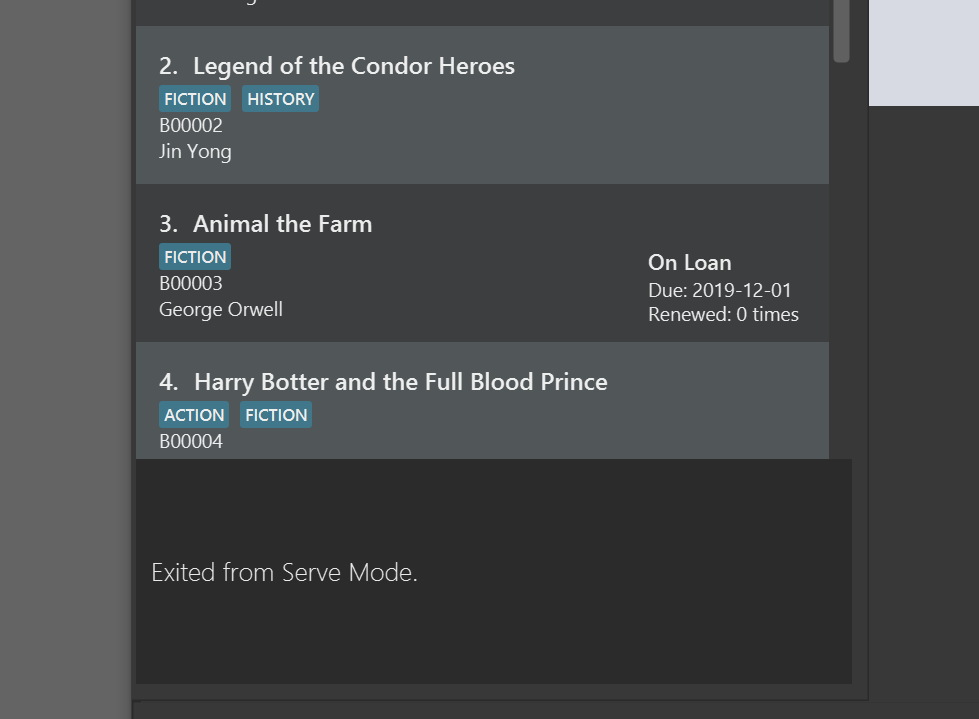 2. Legend of the Condor Heroes
FICTION HISTORY
B00002
Jin Yong
3. Animal the Farm
FICTION
B00003
George Orwell
On Loan
Due: 2019-12-01
Renewed: 0 times
4. Harry Botter and the Full Blood Prince
ACTION FICTION
B00004
Exited from Serve Mode.